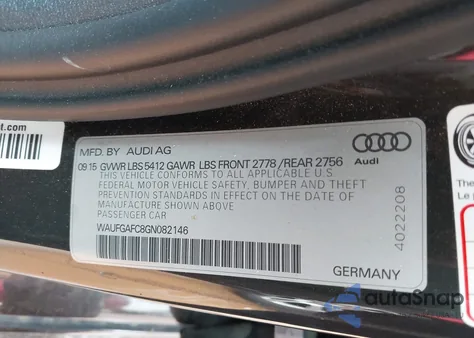 t.com
MFD. BY AUDI AG
09 15 GVWR LBS 5412 GAWR LBS FRONT 2778 /REAR 2756
THIS VEHICLE CONFORMS TO ALL APPLICABLE U.S
FEDERAL MOTOR VEHICLE SAFETY, BUMPER AND THEFT
PREVENTION STANDARDS IN EFFECT ON THE DATE OF
MANUFACTURE SHOWN ABOVE
PASSENGER CAR
WAUFGAFC8GN082146
Audi
4022208
GERMANY
autoSnap